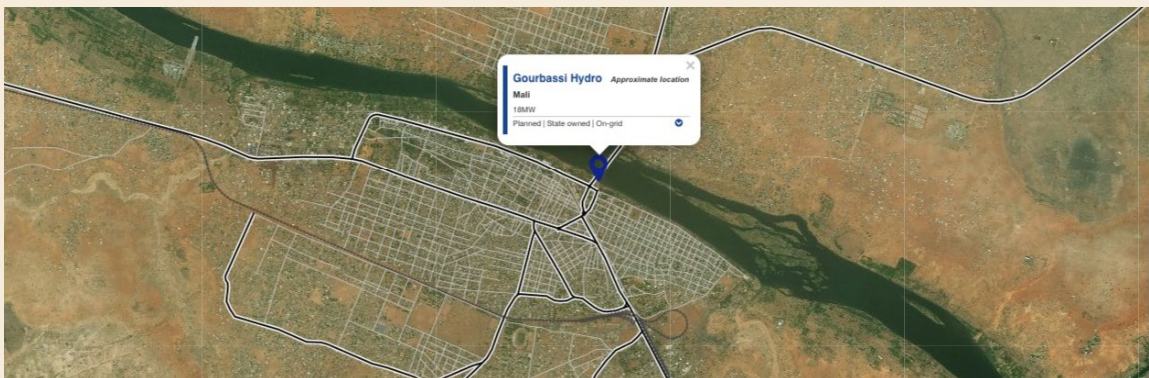 Gourbassi Hydro Approximate location
Mali
18MW
Planned | State owned | On-grid